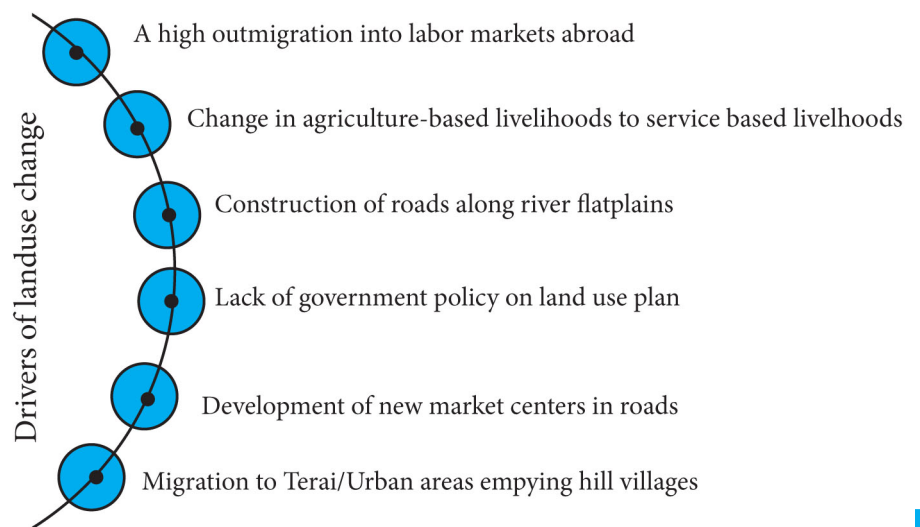 Drivers of landuse change
A high outmigration into labor markets abroad
Change in agriculture-based livelihoods to service based livelhoods
Construction of roads along river flatplains
Lack of government policy on land use plan
Development of new market centers in roads
Migration to Terai/Urban areas empying hill villages